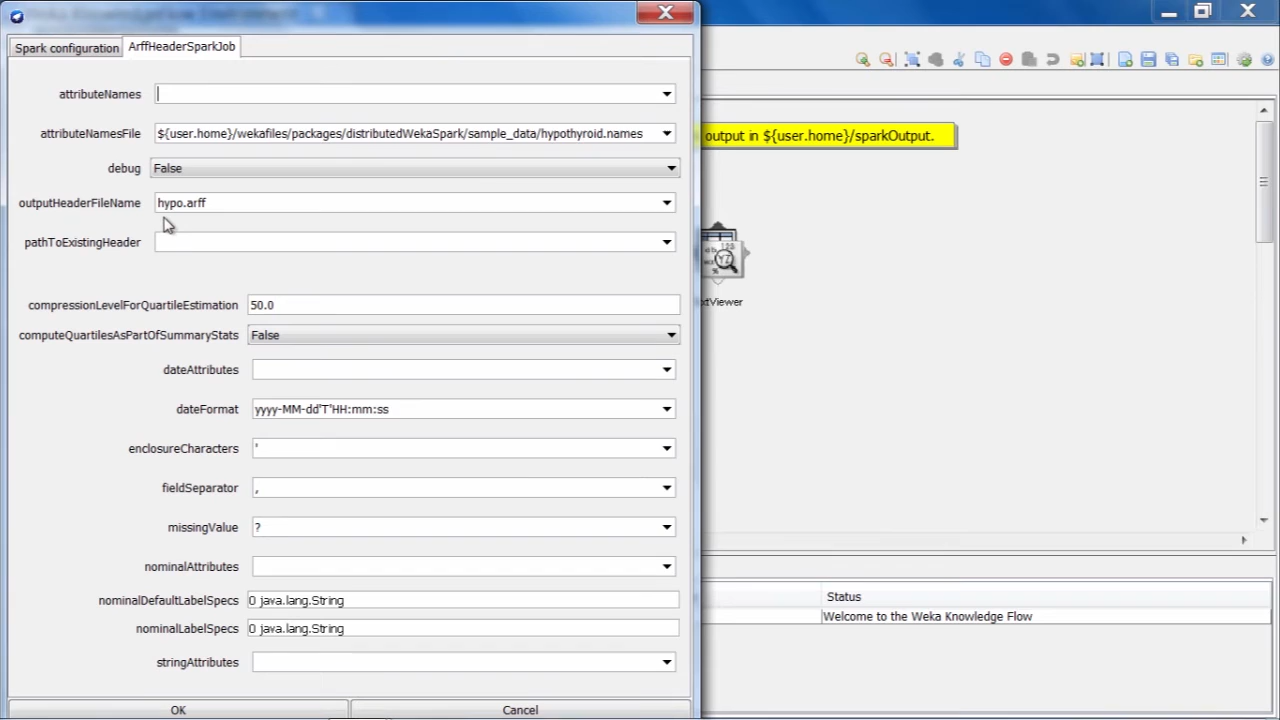 Spark configuration
ArffHeaderSparkJob
attributeNames
attributeNamesFile ${user.home}/wekafiles/packages/distributedWekaSpark/sample_data/hypothyroid.names
debug False
outputHeaderFileName hypo.arff
pathToExistingHeader
compressionLevelForQuartileEstimation 50.0
computeQuartilesAsPartOfSummaryStats False
dateAttributes
dateFormat yyyy-MM-dd'T'HH:mm:ss
enclosureCharacters '
fieldSeparator ,
missingValue ?
nominalAttributes
nominalDefaultLabelSpecs 0 java.lang.String
nominalLabelSpecs 0 java.lang.String
stringAttributes
OK
Cancel
output in ${user.home}/sparkOutput.
Status
Welcome to the Weka Knowledge Flow